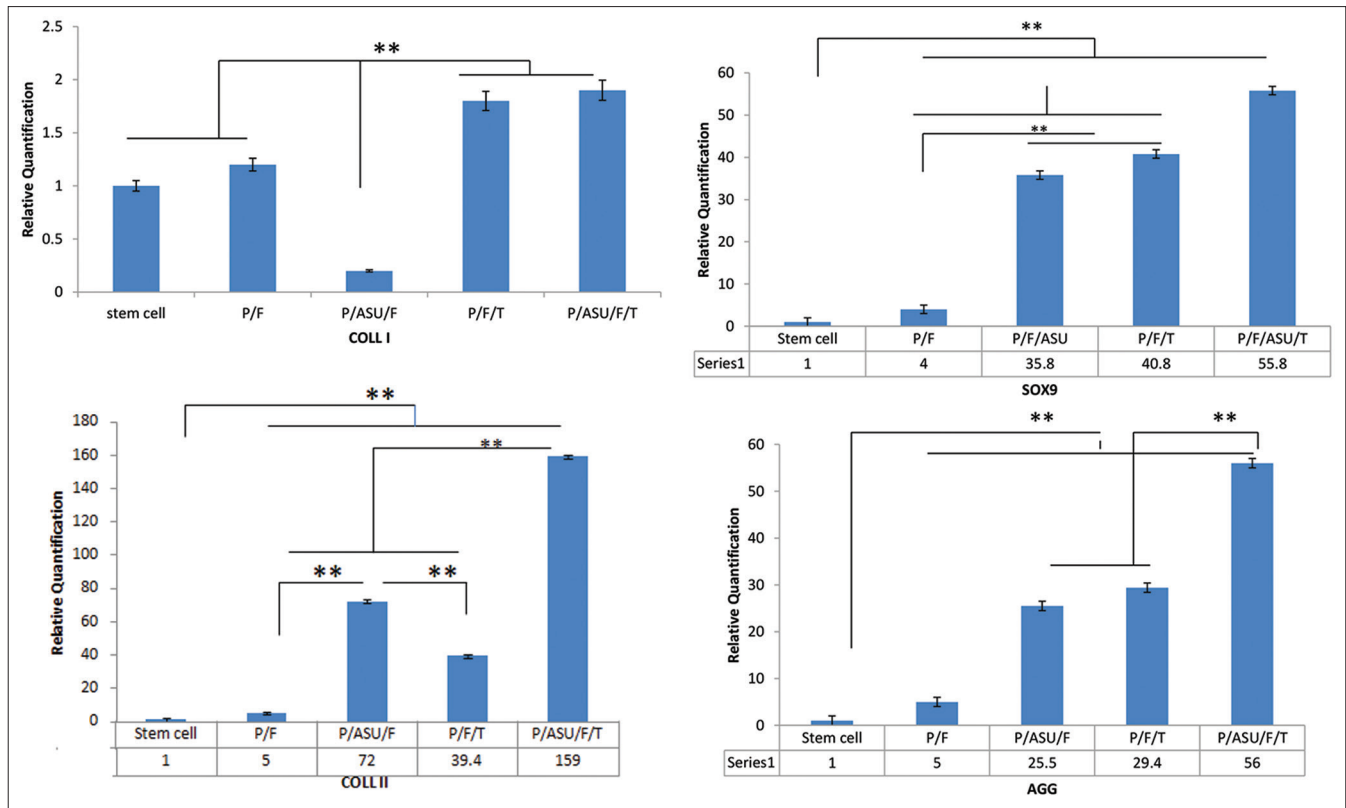 **
2.5
2
1.5
1
0.5
0
Relative Quantification
stem cell P/F P/ASU/F P/F/T P/ASU/F/T
COLL I
**
**
60
50
40
30
20
10
0
Relative Quantification
Stem cell P/F P/F/ASU P/F/T P/F/ASU/T
Series1 1 4 35.8 40.8 55.8
SOX9
**
**
** **
180
160
140
120
100
80
60
40
20
0
Relative Quantification
Stem cell P/F P/ASU/F P/F/T P/ASU/F/T
1 5 72 39.4 159
COLL II
** **
60
50
40
30
20
10
0
Relative Quantification
Stem cell P/F P/ASU/F P/F/T P/ASU/F/T
Series1 1 5 25.5 29.4 56
AGG